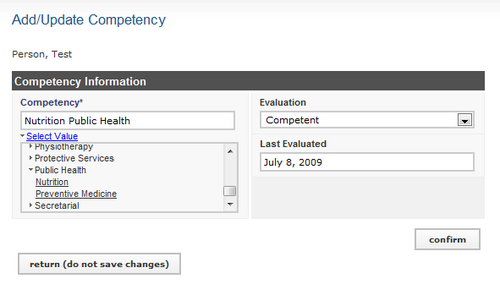 Add/Update Competency
Person, Test
Competency Information
Competency*
Nutrition Public Health
Select Value
Physiotherapy
Protective Services
Public Health
Nutrition
Preventive Medicine
Secretarial
Evaluation
Competent
Last Evaluated
July 8, 2009
confirm
return (do not save changes)